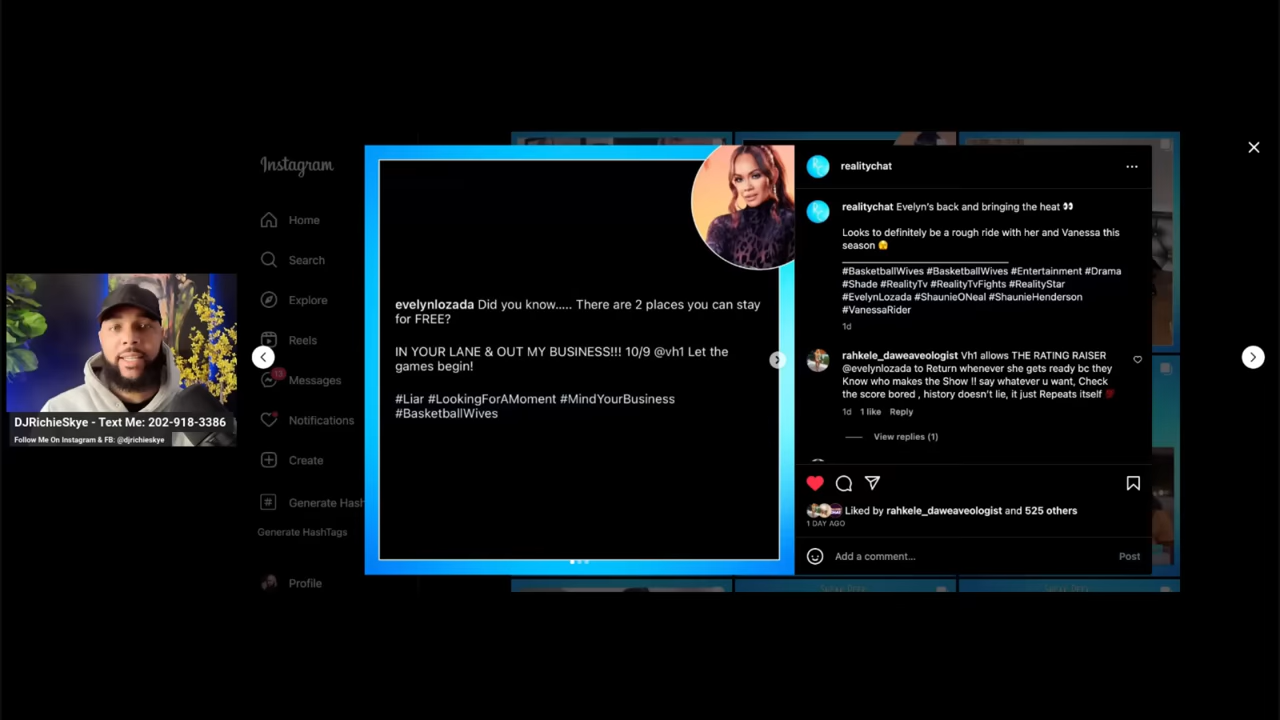 Instagram
Home
Search
Explore
Reels
13
Messages
Notifications
Create
Generate Hash
Generate HashTags
Profile
DJRichieSkye - Text Me: 202-918-3386
Follow Me On Instagram & FB: @djrichieskye
evelynlozada Did you know..... There are 2 places you can stay
for FREE?
IN YOUR LANE & OUT MY BUSINESS!!! 10/9 @vh1 Let the
games begin!
#Liar #LookingForAMoment #MindYourBusiness
#BasketballWives
realitychat
realitychat Evelyn's back and bringing the heat 👀
Looks to definitely be a rough ride with her and Vanessa this
season 🫣
#BasketballWives #BasketballWives #Entertainment #Drama
#Shade #RealityTv #RealityTvFights #RealityStar
#EvelynLozada #ShaunieONeal #ShaunieHenderson
#VanessaRider
1d
rahkele_daweaveologist Vh1 allows THE RATING RAISER
@evelynlozada to Return whenever she gets ready bc they
Know who makes the Show !! say whatever u want, Check
the score bored , history doesn't lie, it just Repeats itself 💯
1d 1 like Reply
View replies (1)
Liked by rahkele_daweaveologist and 525 others
1 DAY AGO
Add a comment...
Post